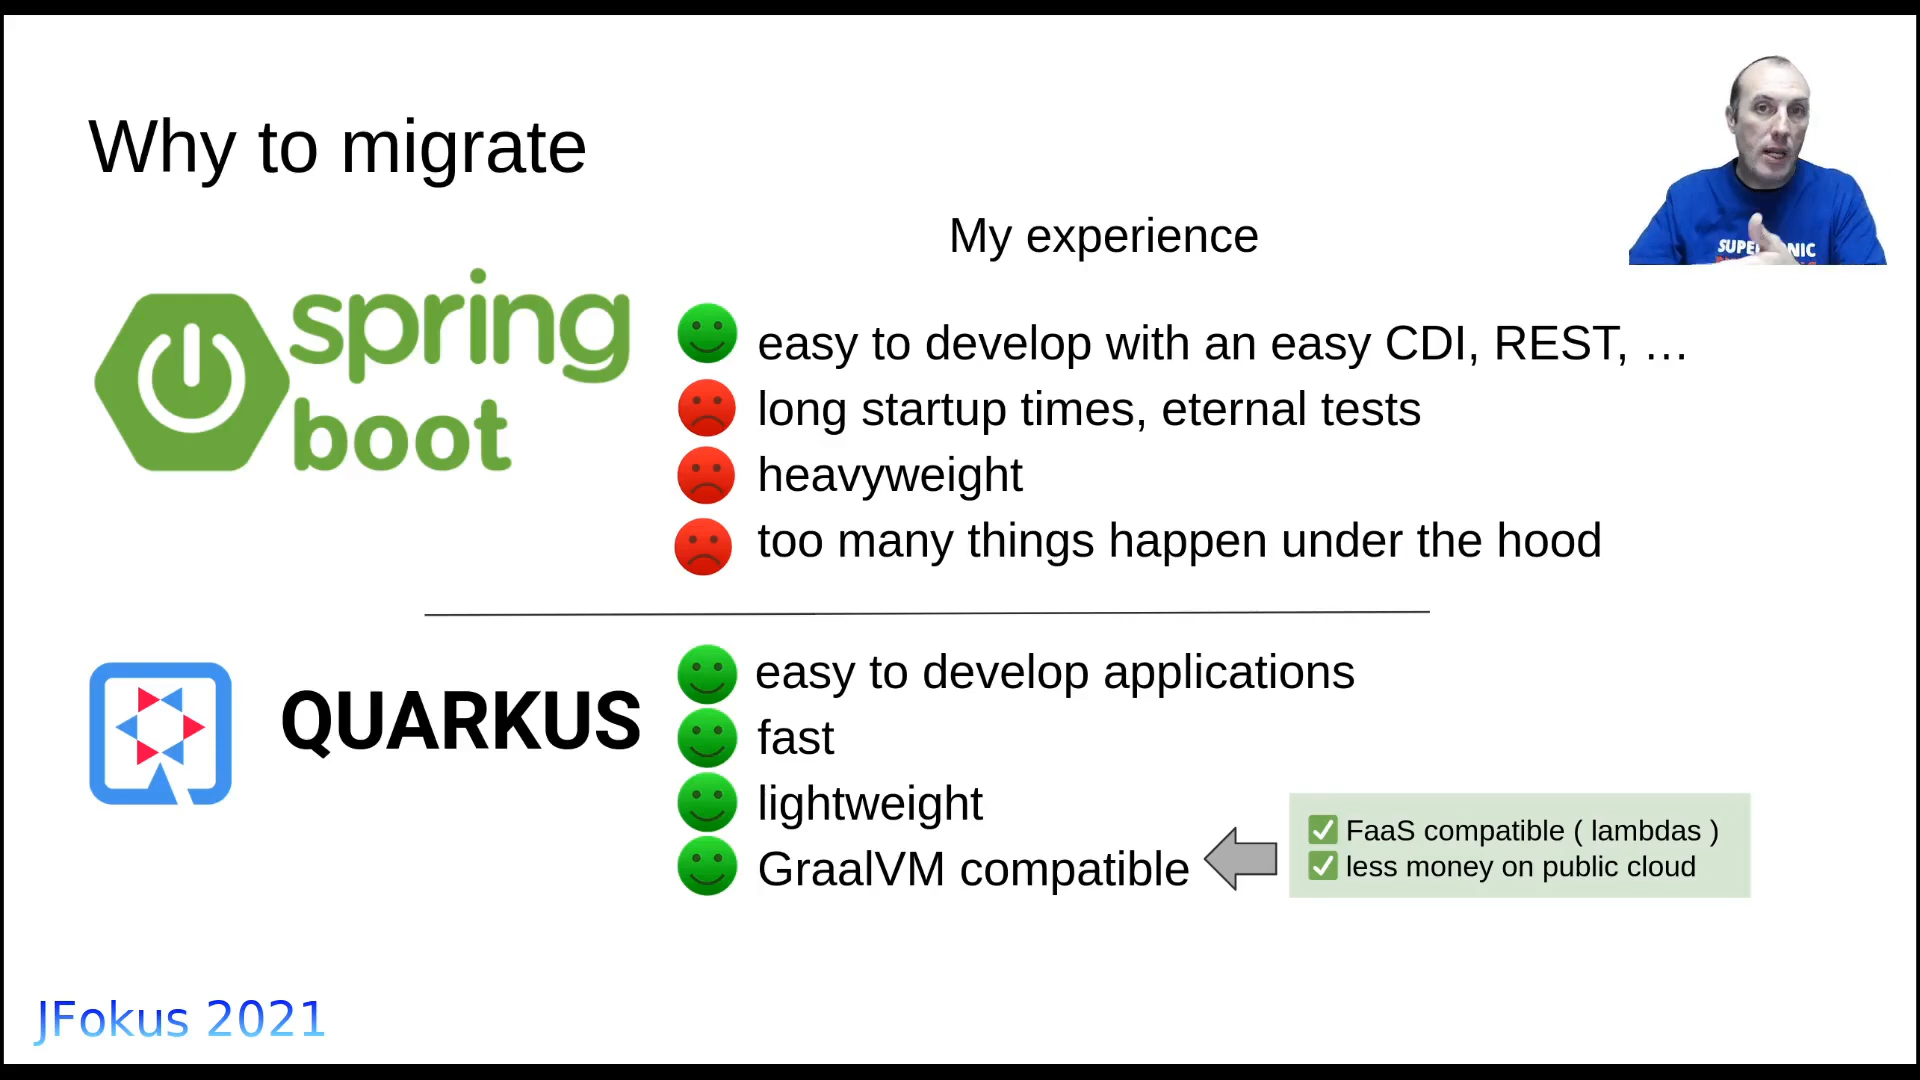 Why to migrate
My experience
spring
boot
easy to develop with an easy CDI, REST, …
long startup times, eternal tests
heavyweight
too many things happen under the hood
QUARKUS
easy to develop applications
fast
lightweight
GraalVM compatible
FaaS compatible ( lambdas )
less money on public cloud
JFokus 2021